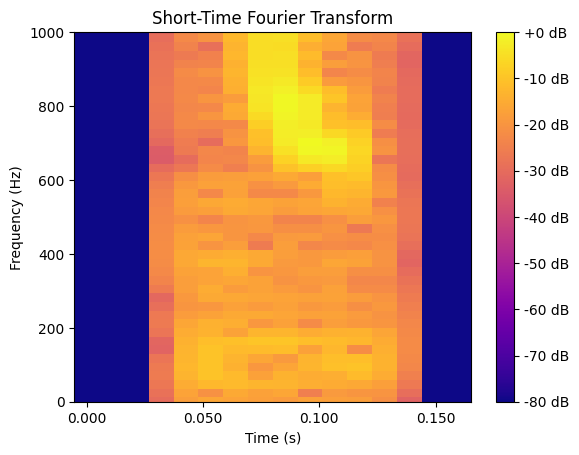 Short-Time Fourier Transform
1000
800
600
400
200
0
Frequency (Hz)
0.000
0.050
0.100
0.150
Time (s)
+0 dB
-10 dB
-20 dB
-30 dB
-40 dB
-50 dB
-60 dB
-70 dB
-80 dB